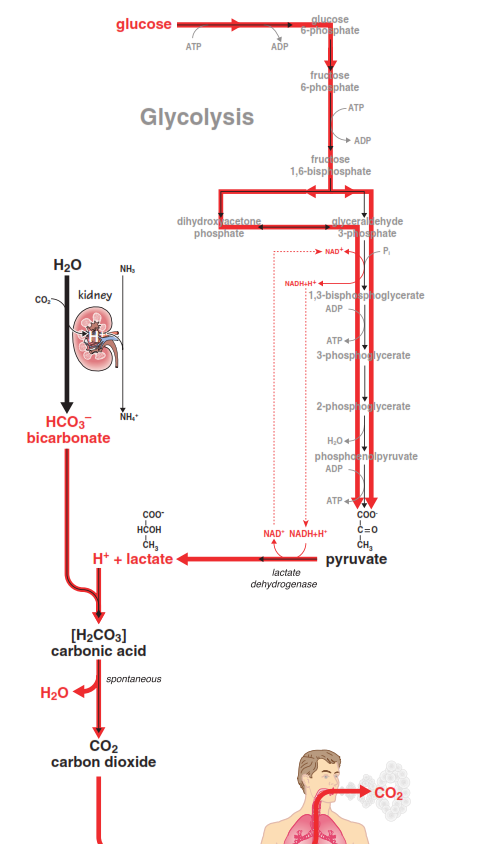 glucose
glucose
6-phosphate
ATP
ADP
fructose
6-phosphate
ATP
Glycolysis
ADP
fructose
1,6-bisphosphate
dihydroxyacetone
phosphate
glyceraldehyde
3-phosphate
NAD⁺
Pᵢ
H₂O
NH₃
NADH+H⁺
kidney
CO₂
1,3-bisphosphoglycerate
ADP
H⁺
ATP
3-phosphoglycerate
2-phosphoglycerate
HCO₃⁻
bicarbonate
NH₄⁺
H₂O
phosphoenolpyruvate
ADP
ATP
COO⁻
HCOH
CH₃
COO⁻
C=O
CH₃
NAD⁺ NADH+H⁺
H⁺ + lactate
pyruvate
lactate
dehydrogenase
[H₂CO₃]
carbonic acid
spontaneous
H₂O
CO₂
carbon dioxide
CO₂